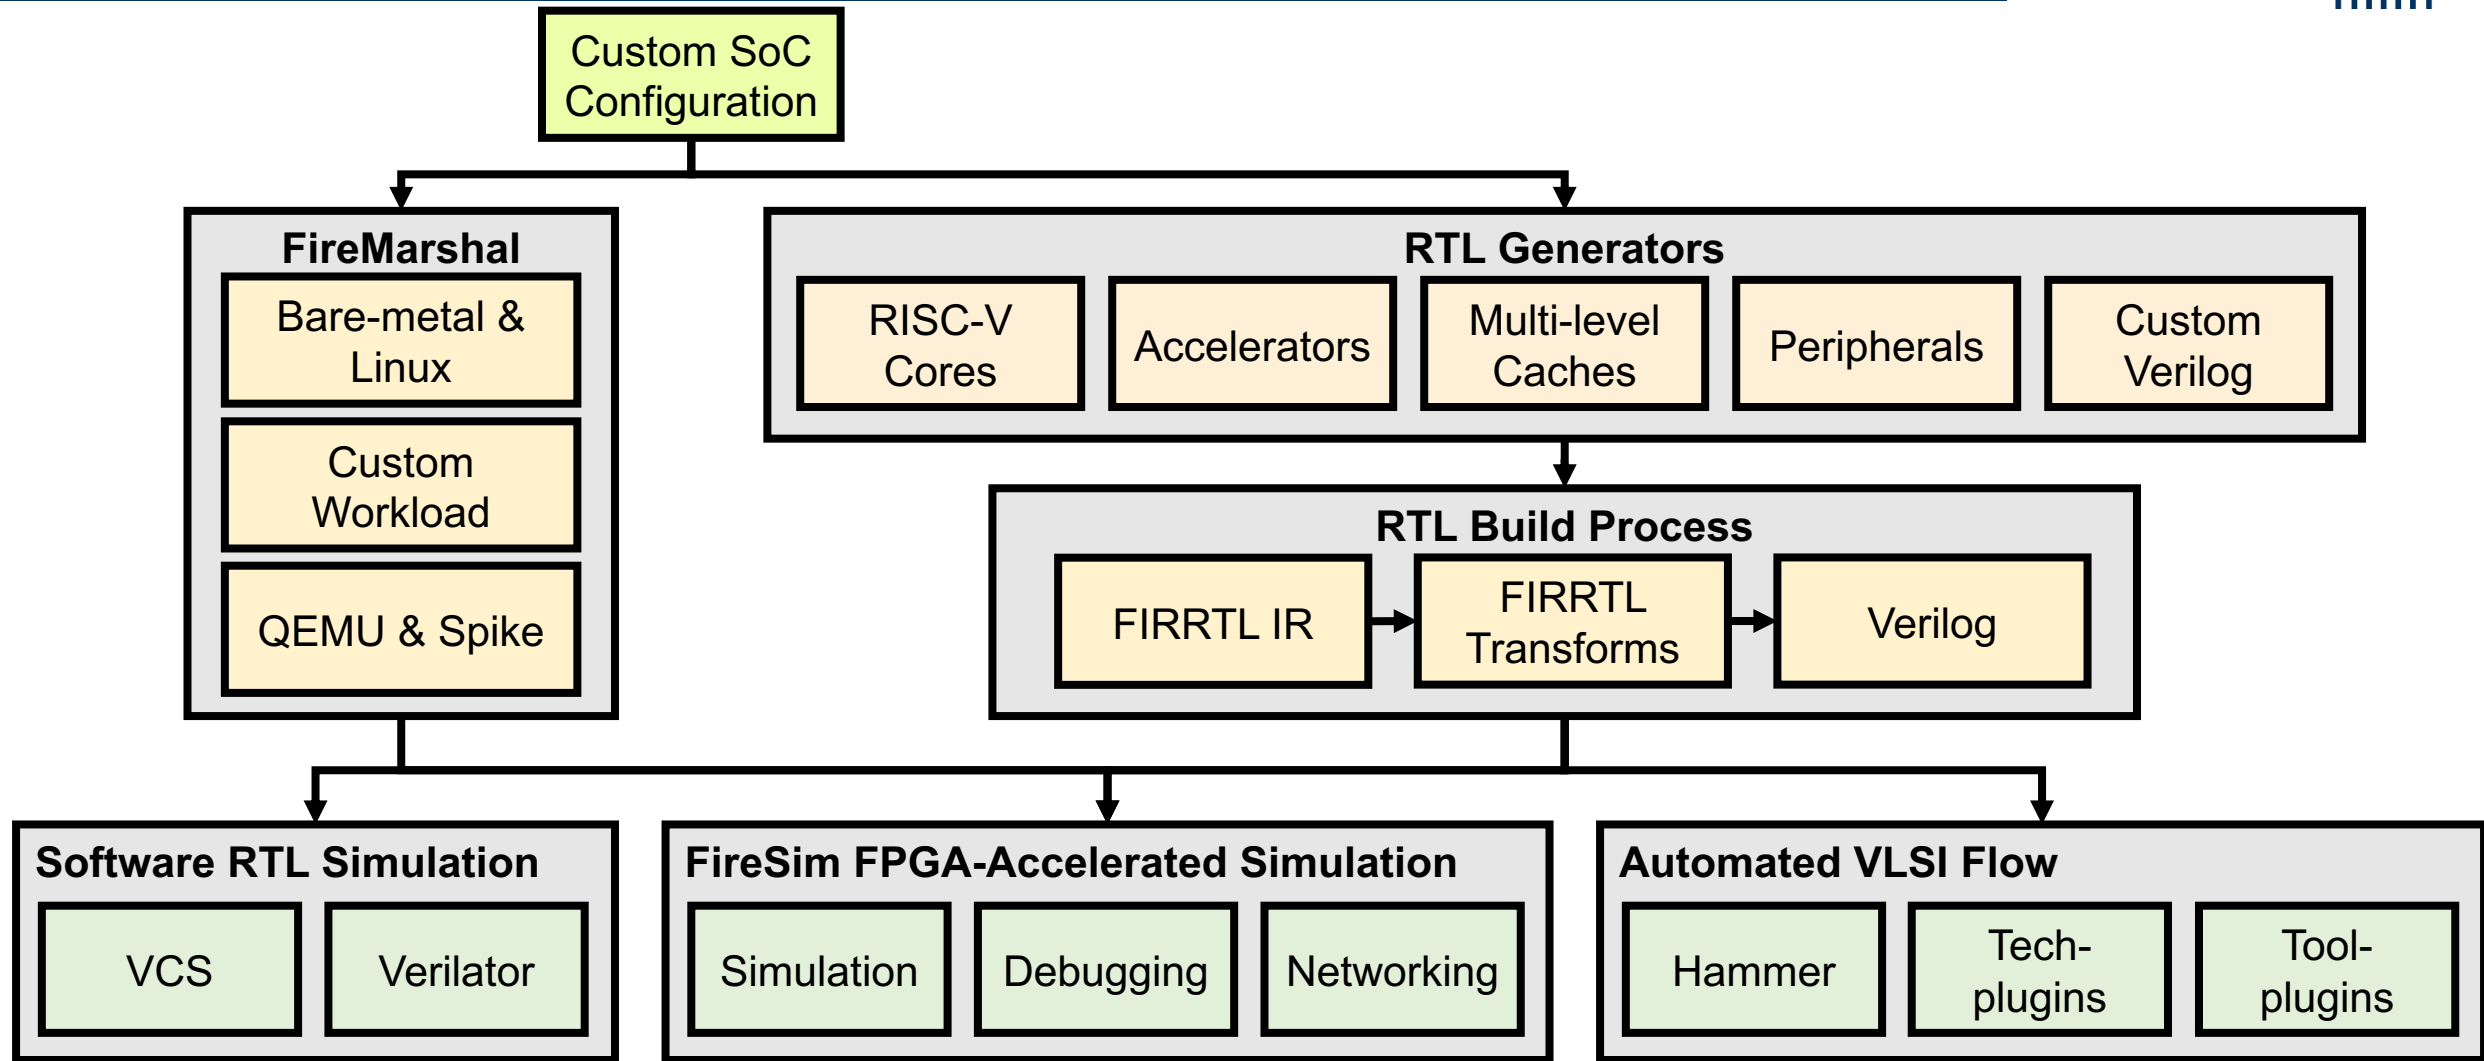 Custom SoC
Configuration
FireMarshal
Bare-metal &
Linux
Custom
Workload
QEMU & Spike
RTL Generators
RISC-V
Cores
Accelerators
Multi-level
Caches
Peripherals
Custom
Verilog
RTL Build Process
FIRRTL IR
FIRRTL
Transforms
Verilog
Software RTL Simulation
VCS
Verilator
FireSim FPGA-Accelerated Simulation
Simulation
Debugging
Networking
Automated VLSI Flow
Hammer
Tech-
plugins
Tool-
plugins